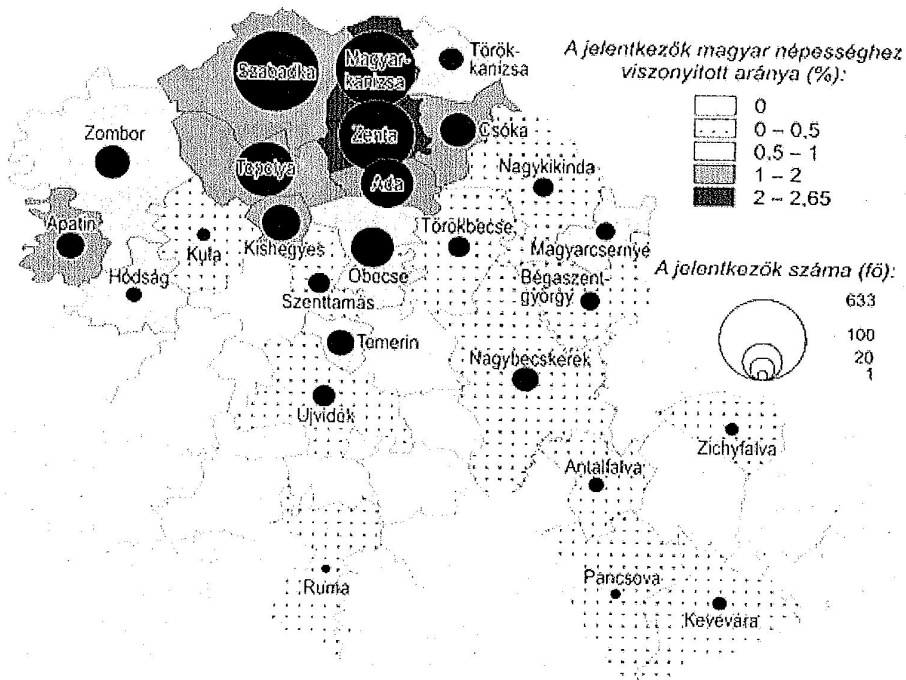 A jelentkezők magyar népességhez
viszonyított aránya (%):
0
0 – 0,5
0,5 – 1
1 – 2
2 – 2,65
A jelentkezők száma (fő):
633
100
20
1
Szabadka
Magyar-
kanizsa
Török-
kanizsa
Zombor
Zenta
Csóka
Topolya
Ada
Nagykikinda
Apatin
Kula
Kishegyes
Óbecse
Törökbecse
Magyarcsernye
Hódság
Szenttamás
Bégaszent-
györgy
Temerin
Nagybecskerek
Újvidék
Zichyfalva
Antalfalva
Ruma
Pancsova
Kevevára